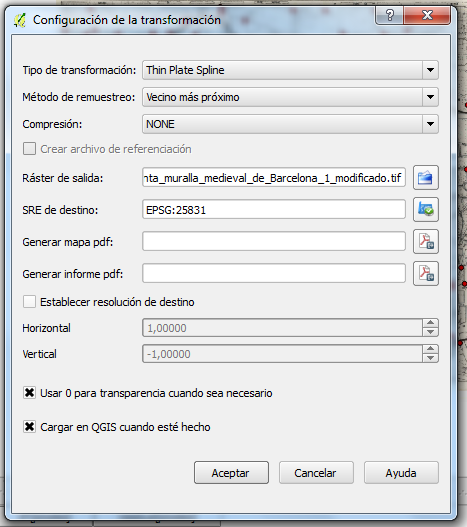 Configuración de la transformación
Tipo de transformación: Thin Plate Spline
Método de remuestreo: Vecino más próximo
Compresión: NONE
Crear archivo de referenciación
Ráster de salida: nta_muralla_medieval_de_Barcelona_1_modificado.tif
SRE de destino: EPSG:25831
Generar mapa pdf:
Generar informe pdf:
Establecer resolución de destino
Horizontal 1,00000
Vertical -1,00000
Usar 0 para transparencia cuando sea necesario
Cargar en QGIS cuando esté hecho
Aceptar Cancelar Ayuda